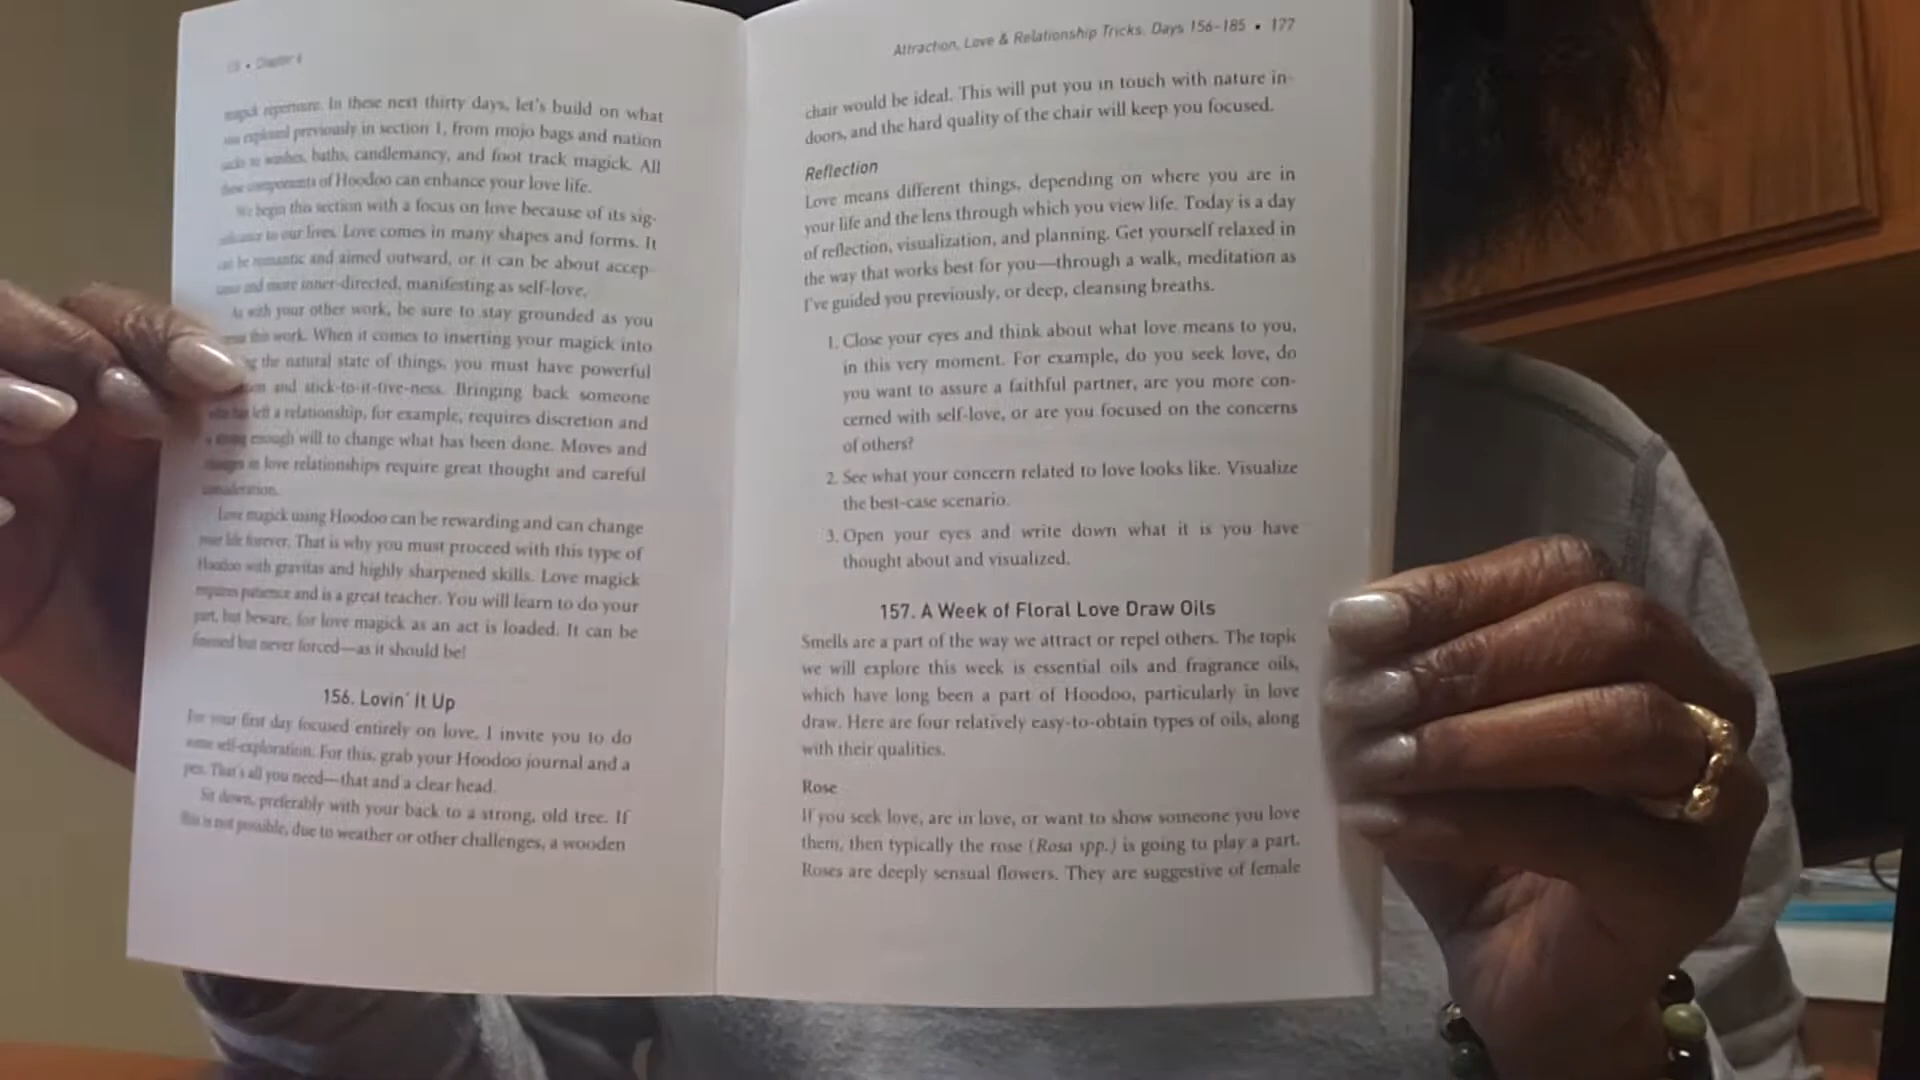 • Chapter 6
magick repertoire. In these next thirty days, let's build on what
you explored previously in section 1, from mojo bags and nation
sacks to washes, baths, candlemancy, and foot track magick. All
these components of Hoodoo can enhance your love life.
We begin this section with a focus on love because of its sig-
nificance to our lives. Love comes in many shapes and forms. It
can be romantic and aimed outward, or it can be about accep-
tance and more inner-directed, manifesting as self-love.
As with your other work, be sure to stay grounded as you
this work. When it comes to inserting your magick into
the natural state of things, you must have powerful
and stick-to-it-tive-ness. Bringing back someone
who has left a relationship, for example, requires discretion and
a strong enough will to change what has been done. Moves and
changes in love relationships require great thought and careful
consideration.
Love magick using Hoodoo can be rewarding and can change
your life forever. That is why you must proceed with this type of
Hoodoo with gravitas and highly sharpened skills. Love magick
requires patience and is a great teacher. You will learn to do your
part, but beware, for love magick as an act is loaded. It can be
finessed but never forced—as it should be!
156. Lovin' It Up
For your first day focused entirely on love, I invite you to do
some self-exploration. For this, grab your Hoodoo journal and a
pen. That's all you need—that and a clear head.
Sit down, preferably with your back to a strong, old tree. If
this is not possible, due to weather or other challenges, a wooden
Attraction, Love & Relationship Tricks, Days 156–185 • 177
chair would be ideal. This will put you in touch with nature in-
doors, and the hard quality of the chair will keep you focused.
Reflection
Love means different things, depending on where you are in
your life and the lens through which you view life. Today is a day
of reflection, visualization, and planning. Get yourself relaxed in
the way that works best for you—through a walk, meditation as
I've guided you previously, or deep, cleansing breaths.
1. Close your eyes and think about what love means to you,
in this very moment. For example, do you seek love, do
you want to assure a faithful partner, are you more con-
cerned with self-love, or are you focused on the concerns
of others?
2. See what your concern related to love looks like. Visualize
the best-case scenario.
3. Open your eyes and write down what it is you have
thought about and visualized.
157. A Week of Floral Love Draw Oils
Smells are a part of the way we attract or repel others. The topic
we will explore this week is essential oils and fragrance oils,
which have long been a part of Hoodoo, particularly in love
draw. Here are four relatively easy-to-obtain types of oils, along
with their qualities.
Rose
If you seek love, are in love, or want to show someone you love
them, then typically the rose (Rosa spp.) is going to play a part.
Roses are deeply sensual flowers. They are suggestive of female